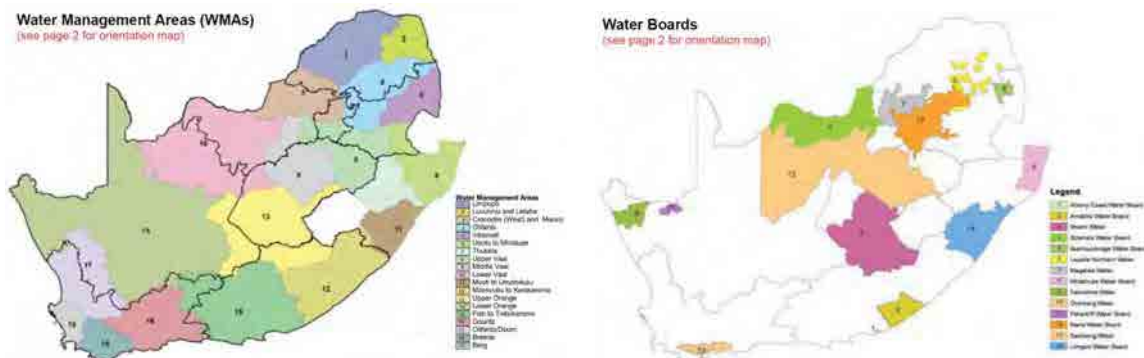 Water Management Areas (WMAs)
(see page 2 for orientation map)
Water Management Areas
Limpopo
Luvuvhu and Letaba
Crocodile (West) and Marico
Olifants
Inkomati
Usutu to Mhlatuze
Thukela
Upper Vaal
Middle Vaal
Lower Vaal
Mvoti to Umzimkulu
Mzimvubu to Keiskamma
Upper Orange
Lower Orange
Fish to Tsitsikamma
Gouritz
Olifants/Doorn
Breede
Berg
Water Boards
(see page 2 for orientation map)
Legend
Albany Coast Water Board
Amatola Water Board
Bloem Water
Botshelo Water
Bushbuckridge Water Board
Lepelle Northern Water
Magalies Water
Mhlathuze Water Board
Namakwa Water
Overberg Water
Pelladrift Water Board
Rand Water Board
Sedibeng Water
Umgeni Water Board